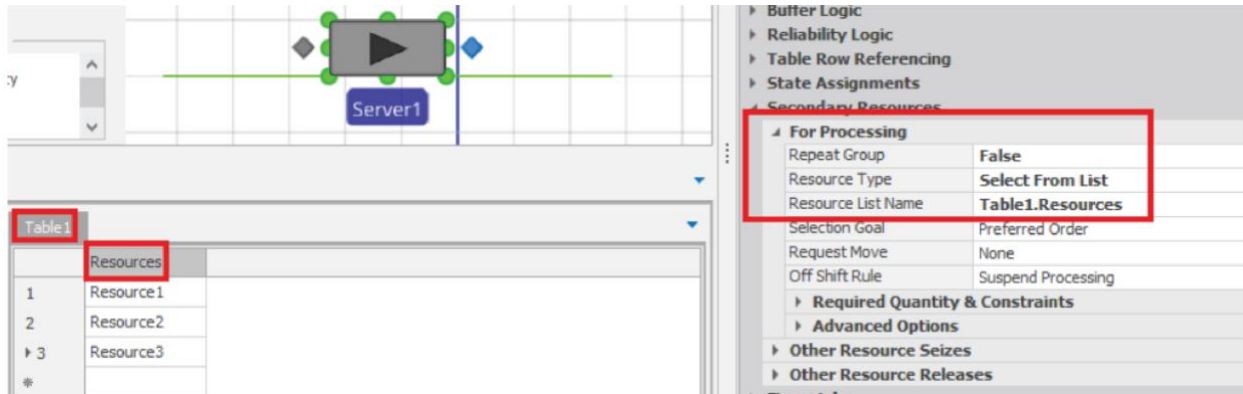 Buffer Logic
Reliability Logic
Table Row Referencing
State Assignments
Server1
Secondary Resources
For Processing
Repeat Group False
Resource Type Select From List
Resource List Name Table1.Resources
Selection Goal Preferred Order
Request Move None
Off Shift Rule Suspend Processing
Required Quantity & Constraints
Advanced Options
Other Resource Seizes
Other Resource Releases
Table1
Resources
1 Resource1
2 Resource2
3 Resource3